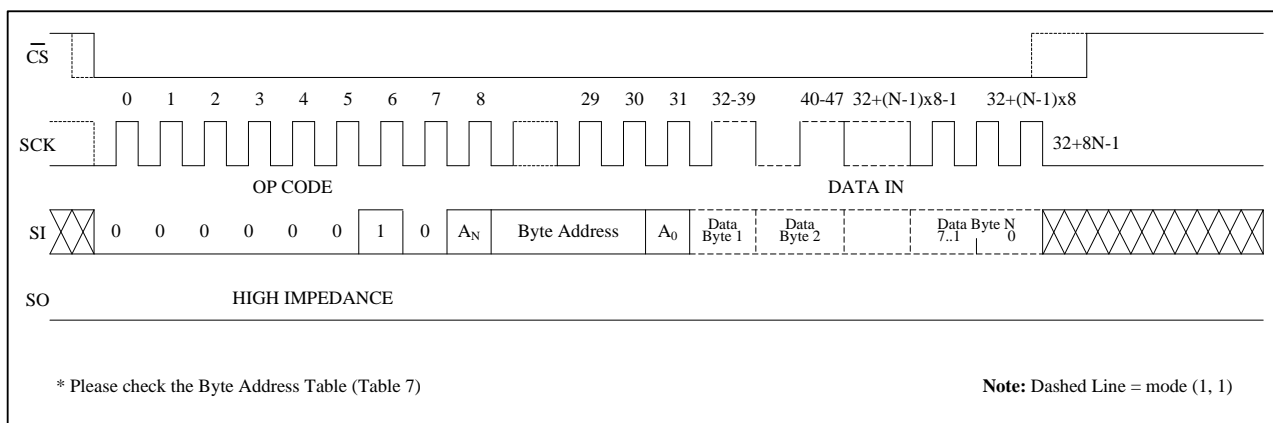 CS
0 1 2 3 4 5 6 7 8 29 30 31 32-39 40-47 32+(N-1)x8-1 32+(N-1)x8
SCK
32+8N-1
OP CODE
DATA IN
SI
0 0 0 0 0 0 1 0 AN Byte Address A0
Data
Byte 1
Data
Byte 2
Data Byte N
7..1 0
SO
HIGH IMPEDANCE
* Please check the Byte Address Table (Table 7)
Note: Dashed Line = mode (1, 1)